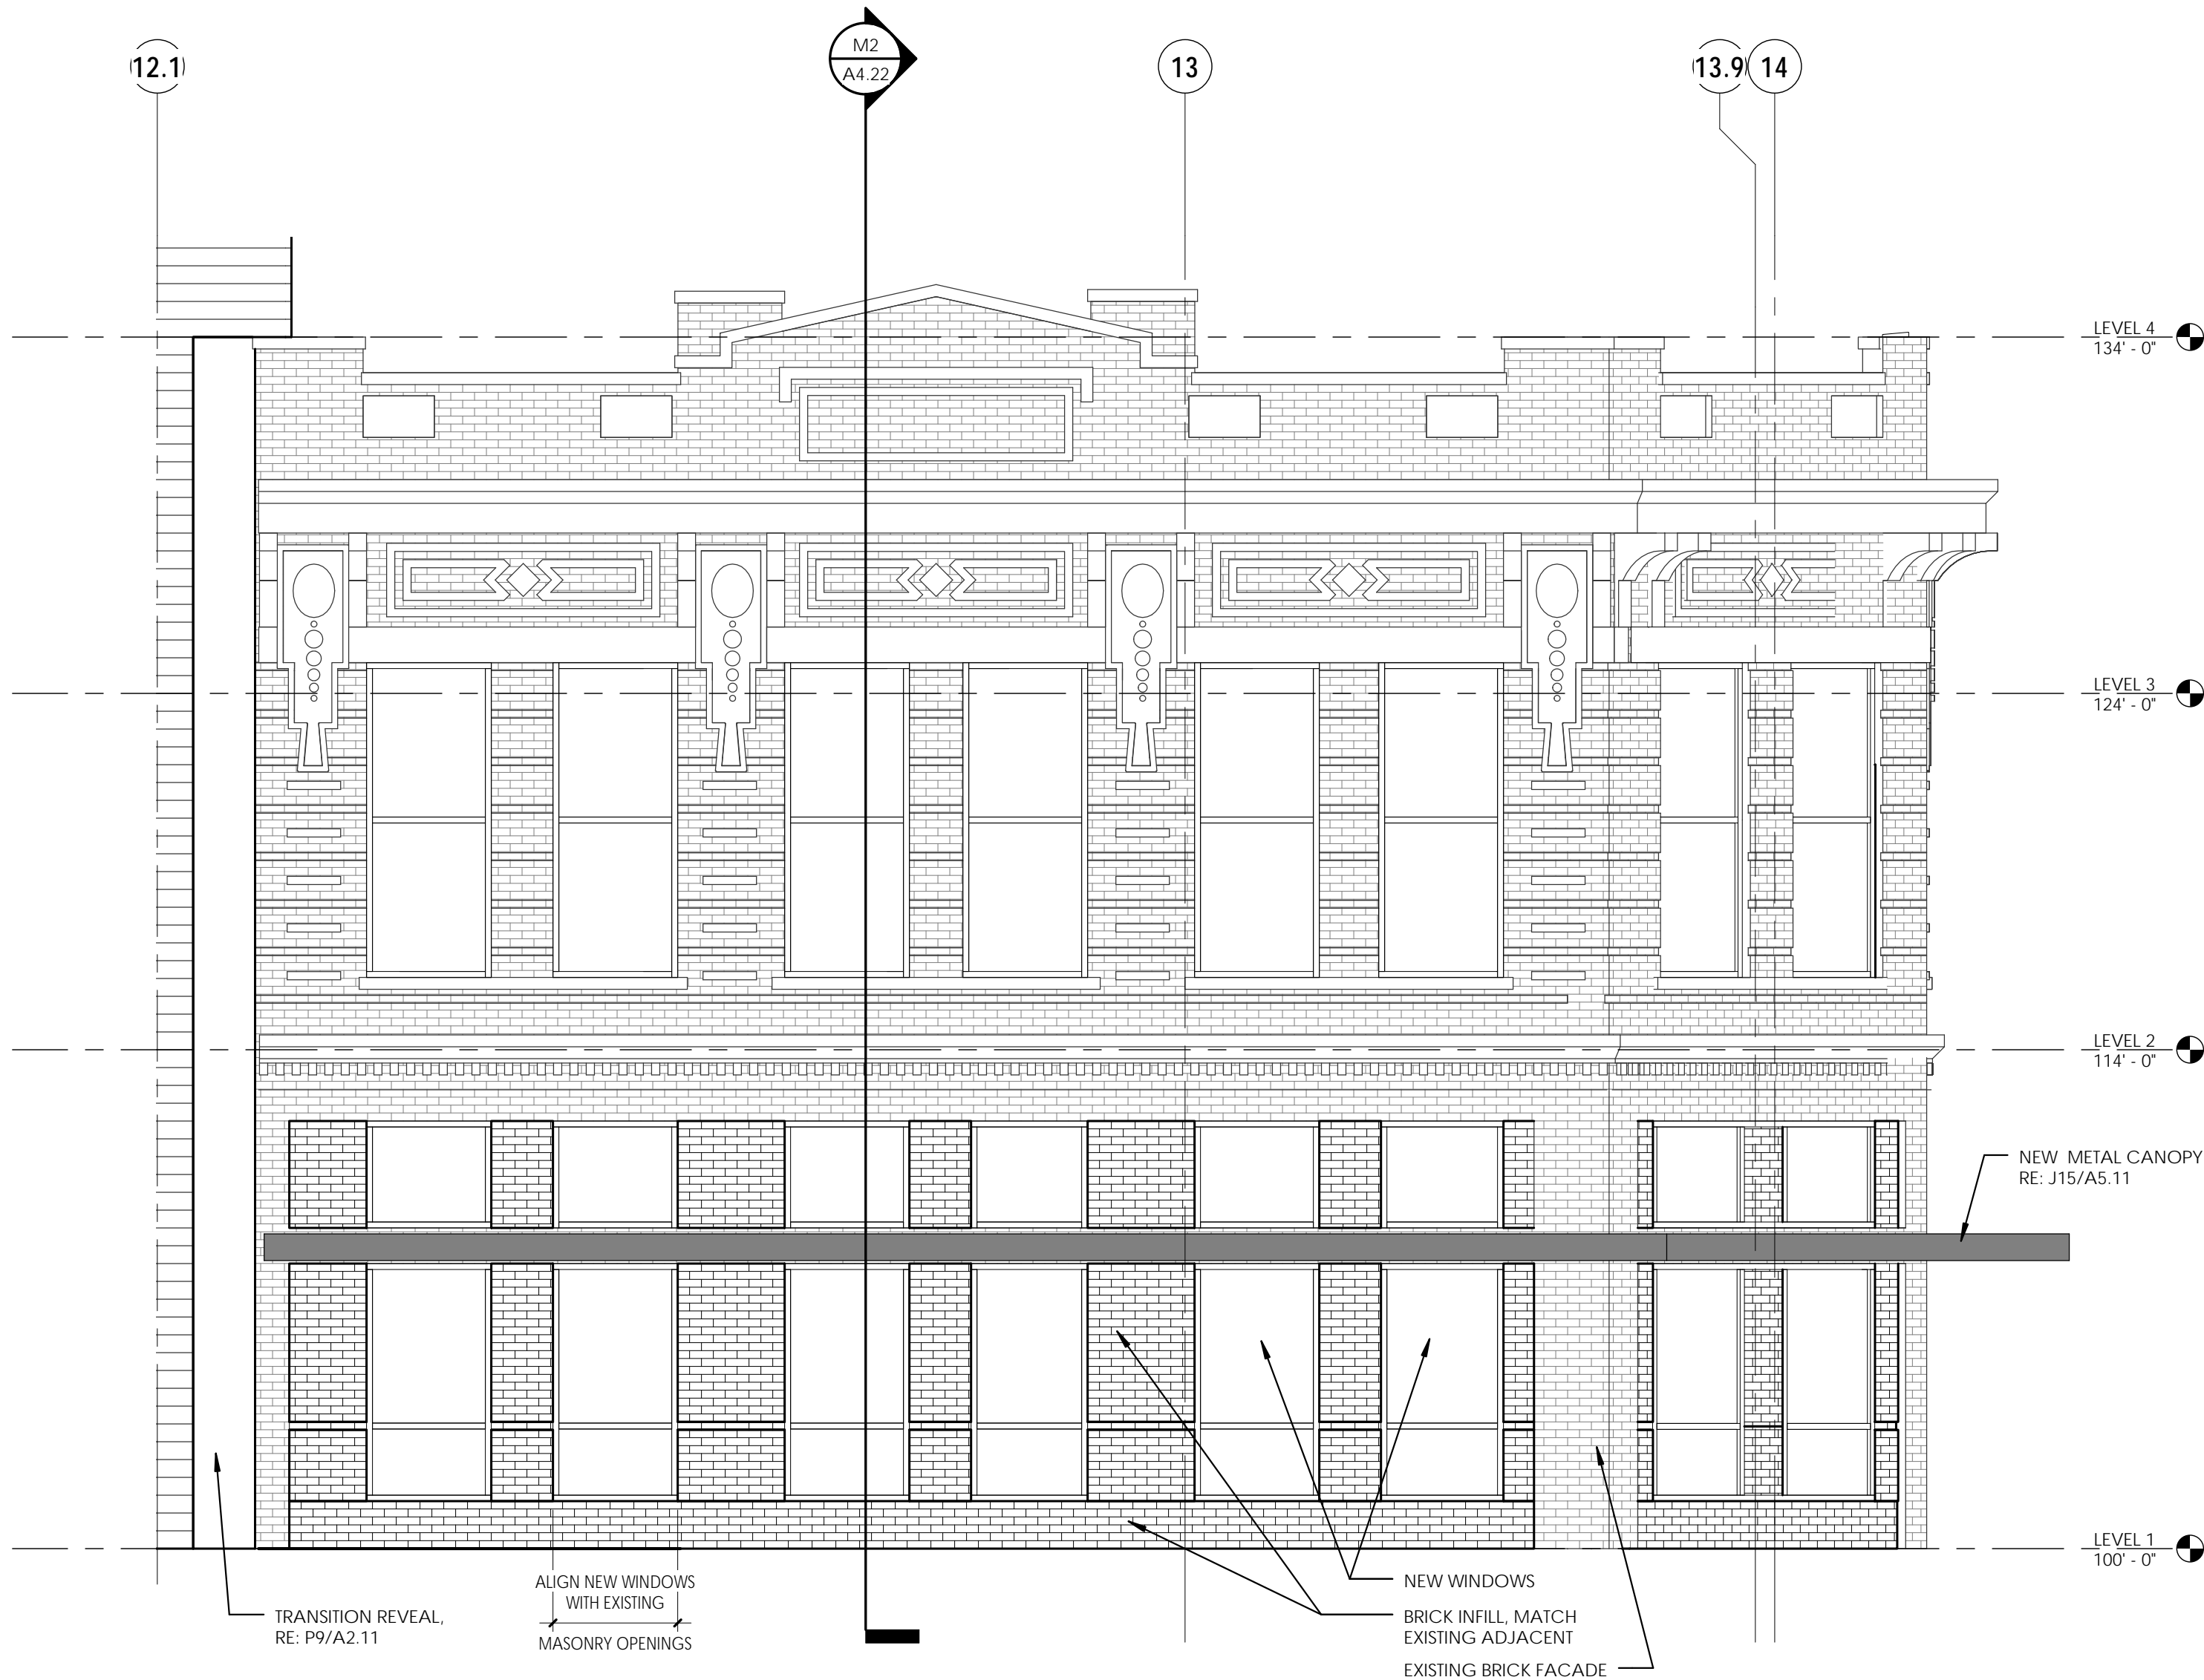 12.1
M2
A4.22
13
13.9
14
LEVEL 4
134' - 0"
LEVEL 3
124' - 0"
LEVEL 2
114' - 0"
NEW METAL CANOPY
RE: J15/A5.11
LEVEL 1
100' - 0"
ALIGN NEW WINDOWS
WITH EXISTING
MASONRY OPENINGS
TRANSITION REVEAL,
RE: P9/A2.11
NEW WINDOWS
BRICK INFILL, MATCH
EXISTING ADJACENT
EXISTING BRICK FACADE